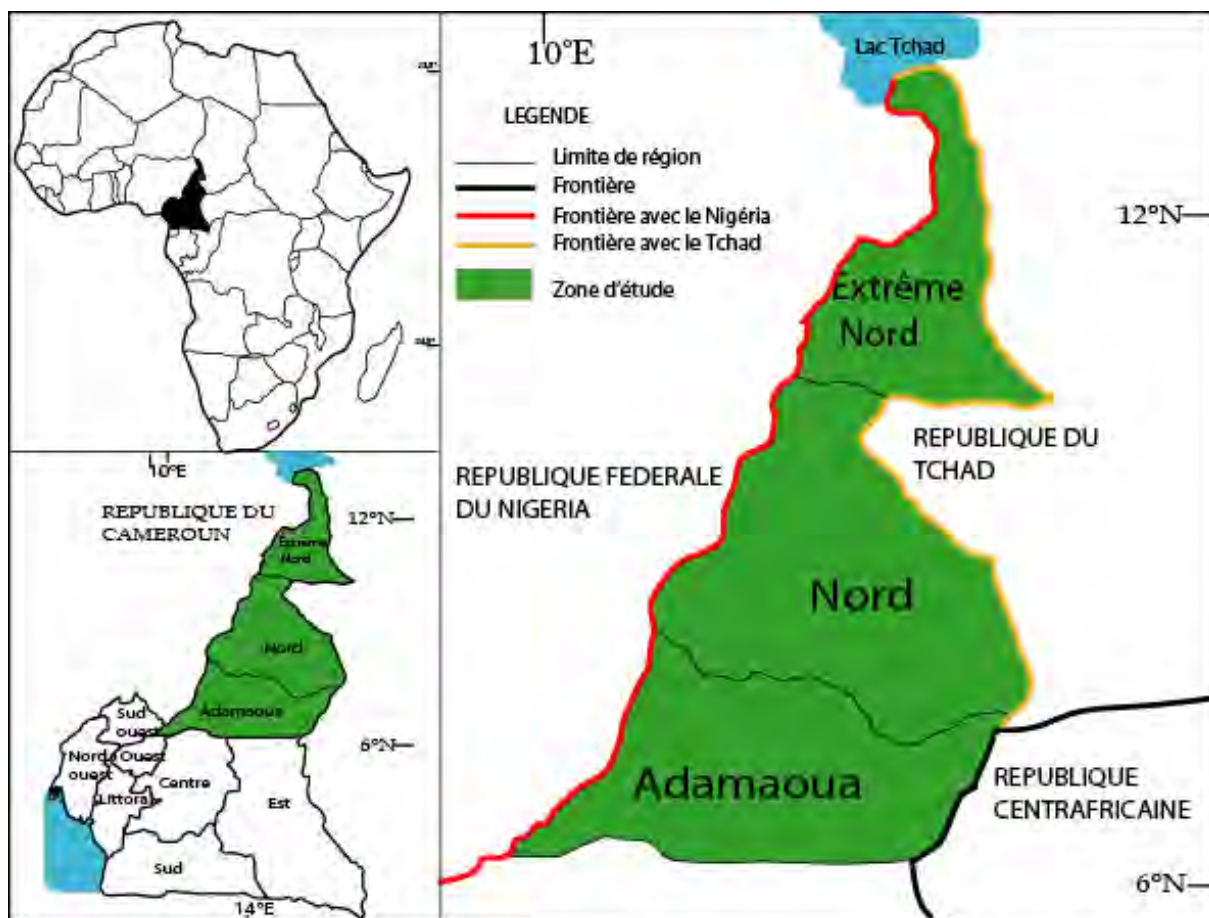 10°E
REPUBLIQUE DU
CAMEROUN
12°N
Extrême
Nord
Nord
Adamaoua
6°N
Sud
ouest
Nord
ouest
Ouest
Littora
Centre
Est
Sud
14°E
10°E
Lac Tchad
LEGENDE
Limite de région
Frontière
Frontière avec le Nigéria
Frontière avec le Tchad
Zone d'étude
12°N
Extrême
Nord
REPUBLIQUE DU
TCHAD
REPUBLIQUE FEDERALE
DU NIGERIA
Nord
Adamaoua
REPUBLIQUE
CENTRAFRICAINE
6°N